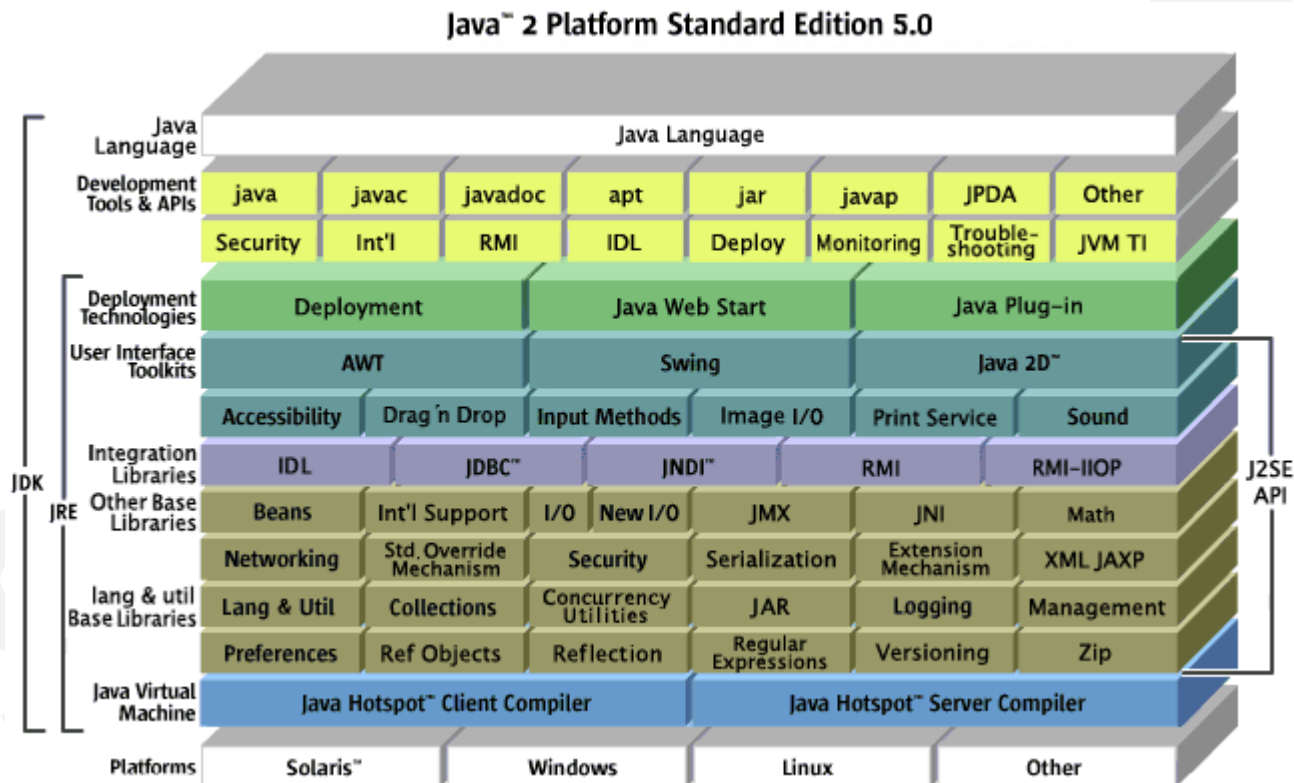 Java™ 2 Platform Standard Edition 5.0
Java
Language
Java Language
Development
Tools & APIs
java javac javadoc apt jar javap JPDA Other
Security Int'l RMI IDL Deploy Monitoring Trouble-
shooting JVM TI
Deployment
Technologies
Deployment Java Web Start Java Plug-in
User Interface
Toolkits
AWT Swing Java 2D™
Accessibility Drag 'n Drop Input Methods Image I/O Print Service Sound
Integration
Libraries
IDL JDBC™ JNDI™ RMI RMI-IIOP
JDK
JRE
J2SE
API
Other Base
Libraries
Beans Int'l Support I/O New I/O JMX JNI Math
Networking Std. Override
Mechanism Security Serialization Extension
Mechanism XML JAXP
lang & util
Base Libraries
Lang & Util Collections Concurrency
Utilities JAR Logging Management
Preferences Ref Objects Reflection Regular
Expressions Versioning Zip
Java Virtual
Machine
Java Hotspot™ Client Compiler Java Hotspot™ Server Compiler
Platforms
Solaris™ Windows Linux Other